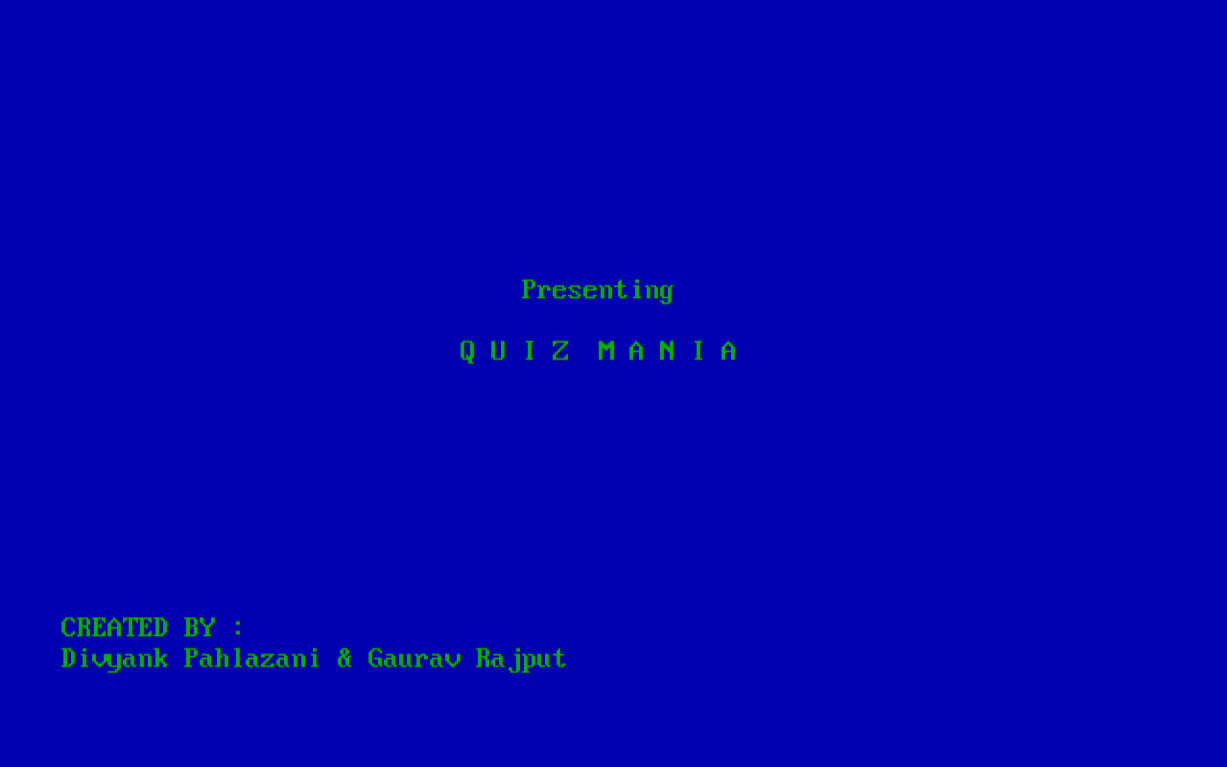 Presenting
Q U I Z  M A N I A
CREATED BY :
Divyank Pahlazani & Gaurav Rajput